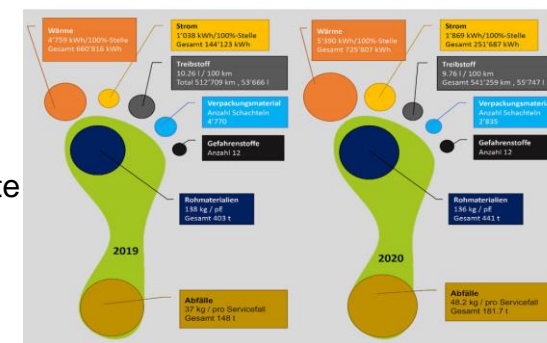 te
Wärme
4'759 kWh/100%-Stelle
Gesamt 660'816 kWh
Strom
1'038 kWh/100%-Stelle
Gesamt 144'123 kWh
Treibstoff
10.26 l / 100 km
Total 512'709 km , 53'666 l
Verpackungsmaterial
Anzahl Schachteln
4'770
Gefahrenstoffe
Anzahl 12
Rohmaterialien
138 kg / pE
Gesamt 403 t
2019
Abfälle
37 kg / pro Servicefall
Gesamt 148 t
Wärme
5'390 kWh/100%-Stelle
Gesamt 725'807 kWh
Strom
1'869 kWh/100%-Stelle
Gesamt 251'687 kWh
Treibstoff
9.76 l / 100 km
Gesamt 541'259 km , 55'747 l
Verpackungsmateri
Anzahl Schachteln
2'835
Gefahrenstoffe
Anzahl 12
Rohmaterialien
136 kg / pE
Gesamt 441 t
2020
Abfälle
48.2 kg / pro Servicefall
Gesamt 181.7 t